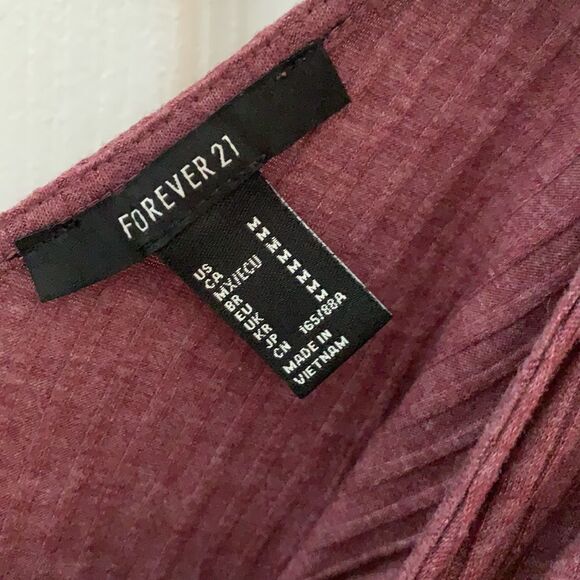 FOREVER 21
US M
CA M
MX/ECU M
BR M
EU M
UK M
KR M
JP M
CN 165/88A
MADE IN
VIETNAM